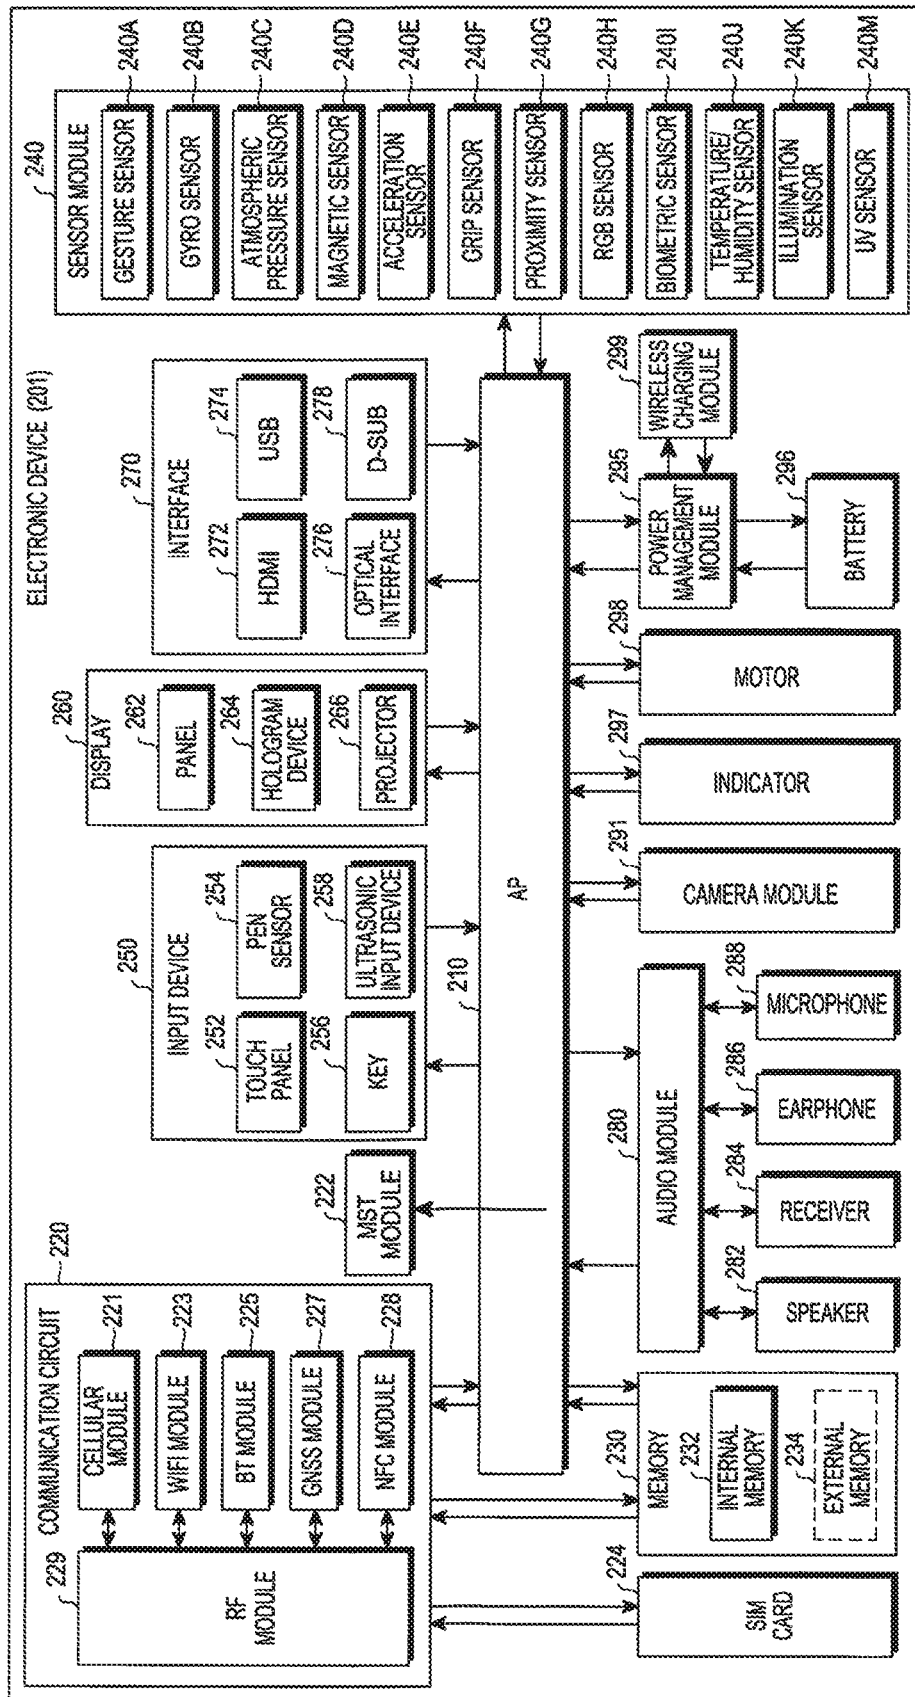 ELECTRONIC DEVICE (201)
COMMUNICATION CIRCUIT
220
229
RF
MODULE
CELLULAR
MODULE
221
WIFI MODULE
223
BT MODULE
225
GNSS MODULE
227
NFC MODULE
228
MST
MODULE
222
250
INPUT DEVICE
252
TOUCH
PANEL
254
PEN
SENSOR
256
KEY
258
ULTRASONIC
INPUT DEVICE
260
DISPLAY
262
PANEL
264
HOLOGRAM
DEVICE
266
PROJECTOR
270
INTERFACE
272
HDMI
274
USB
276
OPTICAL
INTERFACE
278
D-SUB
240
SENSOR MODULE
GESTURE SENSOR
240A
GYRO SENSOR
240B
ATMOSPHERIC
PRESSURE SENSOR
240C
MAGNETIC SENSOR
240D
ACCELERATION
SENSOR
240E
GRIP SENSOR
240F
PROXIMITY SENSOR
240G
RGB SENSOR
240H
BIOMETRIC SENSOR
240I
TEMPERATURE/
HUMIDITY SENSOR
240J
ILLUMINATION
SENSOR
240K
UV SENSOR
240M
210
AP
224
SIM
CARD
230
MEMORY
232
INTERNAL
MEMORY
234
EXTERNAL
MEMORY
280
AUDIO MODULE
282
SPEAKER
284
RECEIVER
286
EARPHONE
288
MICROPHONE
291
CAMERA MODULE
297
INDICATOR
298
MOTOR
295
POWER
MANAGEMENT
MODULE
296
BATTERY
299
WIRELESS
CHARGING
MODULE